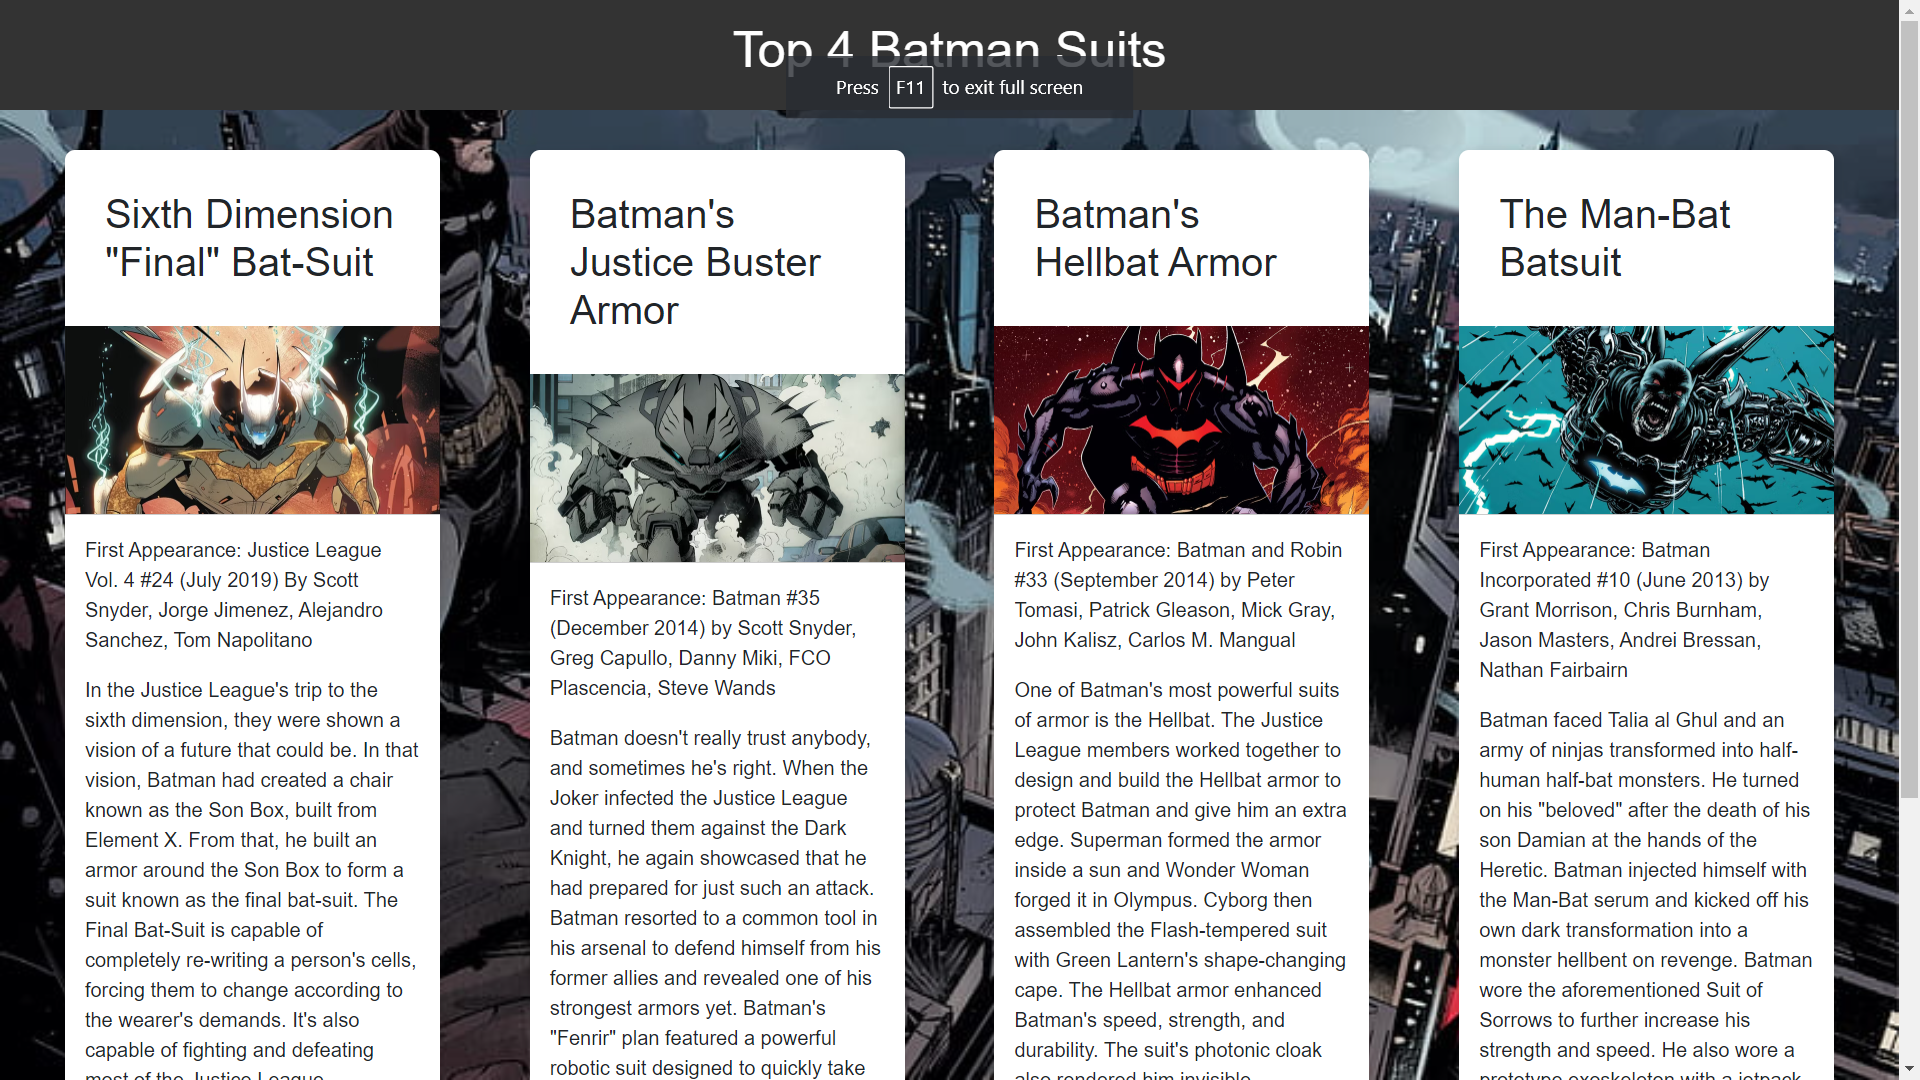 Top 4 Batman Suits
Press F11 to exit full screen
Sixth Dimension
"Final" Bat-Suit
First Appearance: Justice League
Vol. 4 #24 (July 2019) By Scott
Snyder, Jorge Jimenez, Alejandro
Sanchez, Tom Napolitano
In the Justice League's trip to the
sixth dimension, they were shown a
vision of a future that could be. In that
vision, Batman had created a chair
known as the Son Box, built from
Element X. From that, he built an
armor around the Son Box to form a
suit known as the final bat-suit. The
Final Bat-Suit is capable of
completely re-writing a person's cells,
forcing them to change according to
the wearer's demands. It's also
capable of fighting and defeating
most of the Justice League.
Batman's
Justice Buster
Armor
First Appearance: Batman #35
(December 2014) by Scott Snyder,
Greg Capullo, Danny Miki, FCO
Plascencia, Steve Wands
Batman doesn't really trust anybody,
and sometimes he's right. When the
Joker infected the Justice League
and turned them against the Dark
Knight, he again showcased that he
had prepared for just such an attack.
Batman resorted to a common tool in
his arsenal to defend himself from his
former allies and revealed one of his
strongest armors yet. Batman's
"Fenrir" plan featured a powerful
robotic suit designed to quickly take
Batman's
Hellbat Armor
First Appearance: Batman and Robin
#33 (September 2014) by Peter
Tomasi, Patrick Gleason, Mick Gray,
John Kalisz, Carlos M. Mangual
One of Batman's most powerful suits
of armor is the Hellbat. The Justice
League members worked together to
design and build the Hellbat armor to
protect Batman and give him an extra
edge. Superman formed the armor
inside a sun and Wonder Woman
forged it in Olympus. Cyborg then
assembled the Flash-tempered suit
with Green Lantern's shape-changing
cape. The Hellbat armor enhanced
Batman's speed, strength, and
durability. The suit's photonic cloak
also rendered him invisible.
The Man-Bat
Batsuit
First Appearance: Batman
Incorporated #10 (June 2013) by
Grant Morrison, Chris Burnham,
Jason Masters, Andrei Bressan,
Nathan Fairbairn
Batman faced Talia al Ghul and an
army of ninjas transformed into half-
human half-bat monsters. He turned
on his "beloved" after the death of his
son Damian at the hands of the
Heretic. Batman injected himself with
the Man-Bat serum and kicked off his
own dark transformation into a
monster hellbent on revenge. Batman
wore the aforementioned Suit of
Sorrows to further increase his
strength and speed. He also wore a
prototype exoskeleton with a jetpack